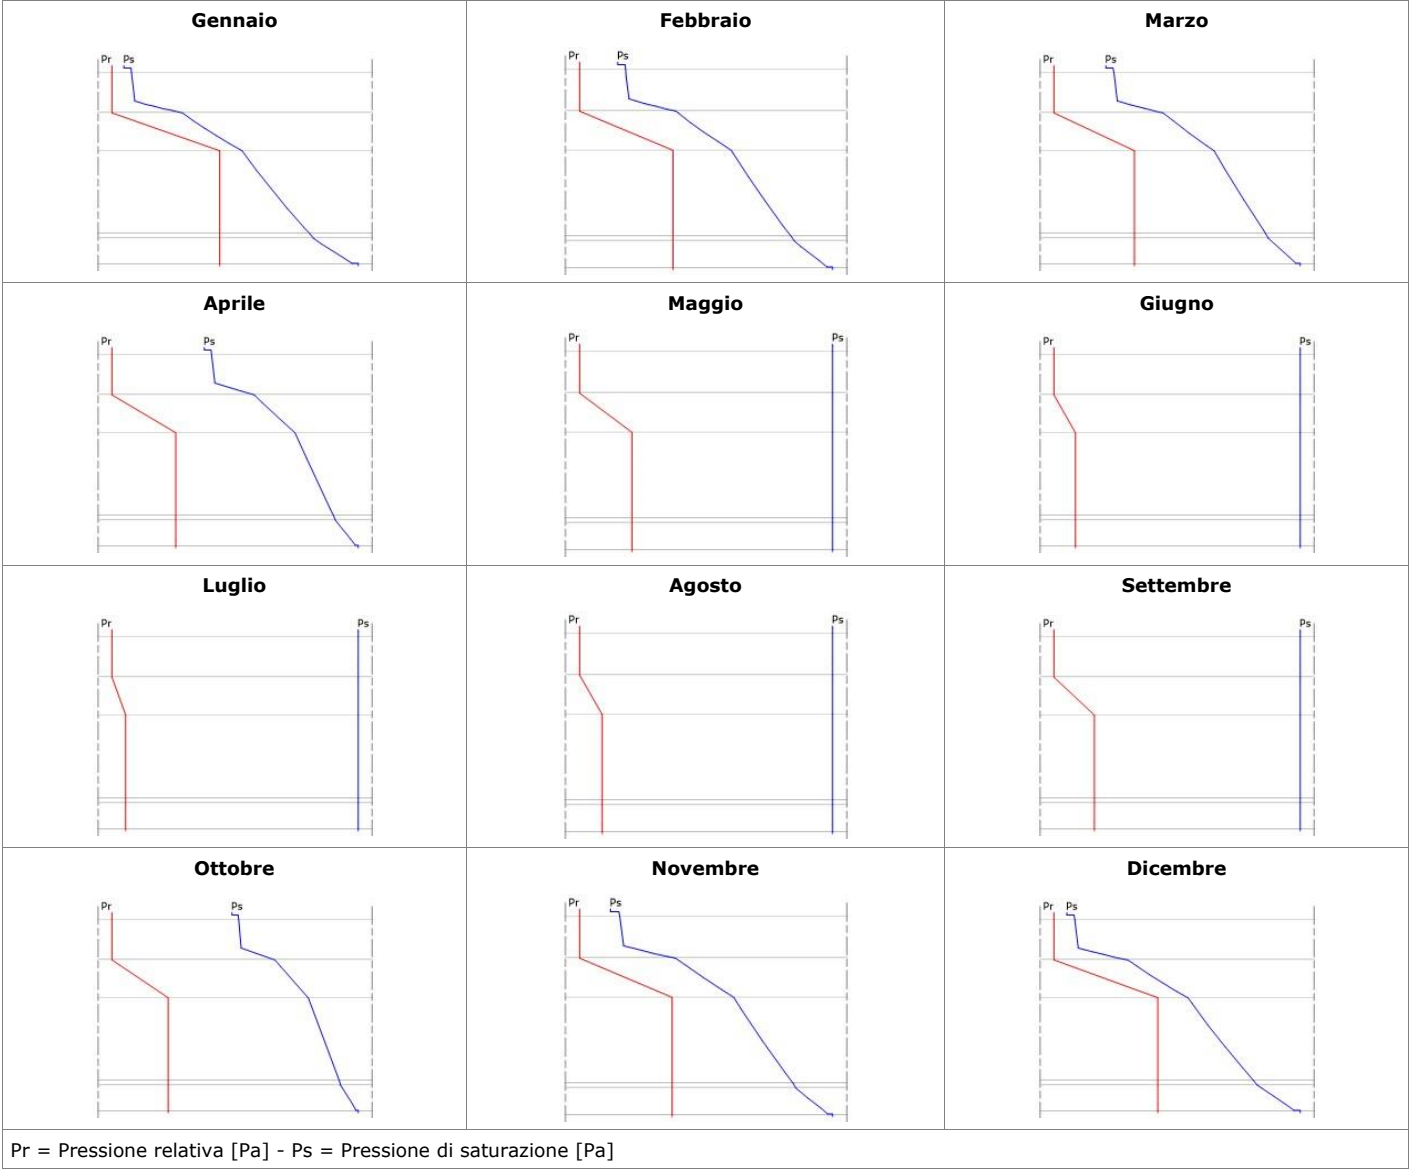 Gennaio
Febbraio
Marzo
Pr Ps
Pr Ps
Pr Ps
Aprile
Maggio
Giugno
Pr Ps
Pr Ps
Pr Ps
Luglio
Agosto
Settembre
Pr Ps
Pr Ps
Pr Ps
Ottobre
Novembre
Dicembre
Pr Ps
Pr Ps
Pr Ps
Pr = Pressione relativa [Pa] - Ps = Pressione di saturazione [Pa]